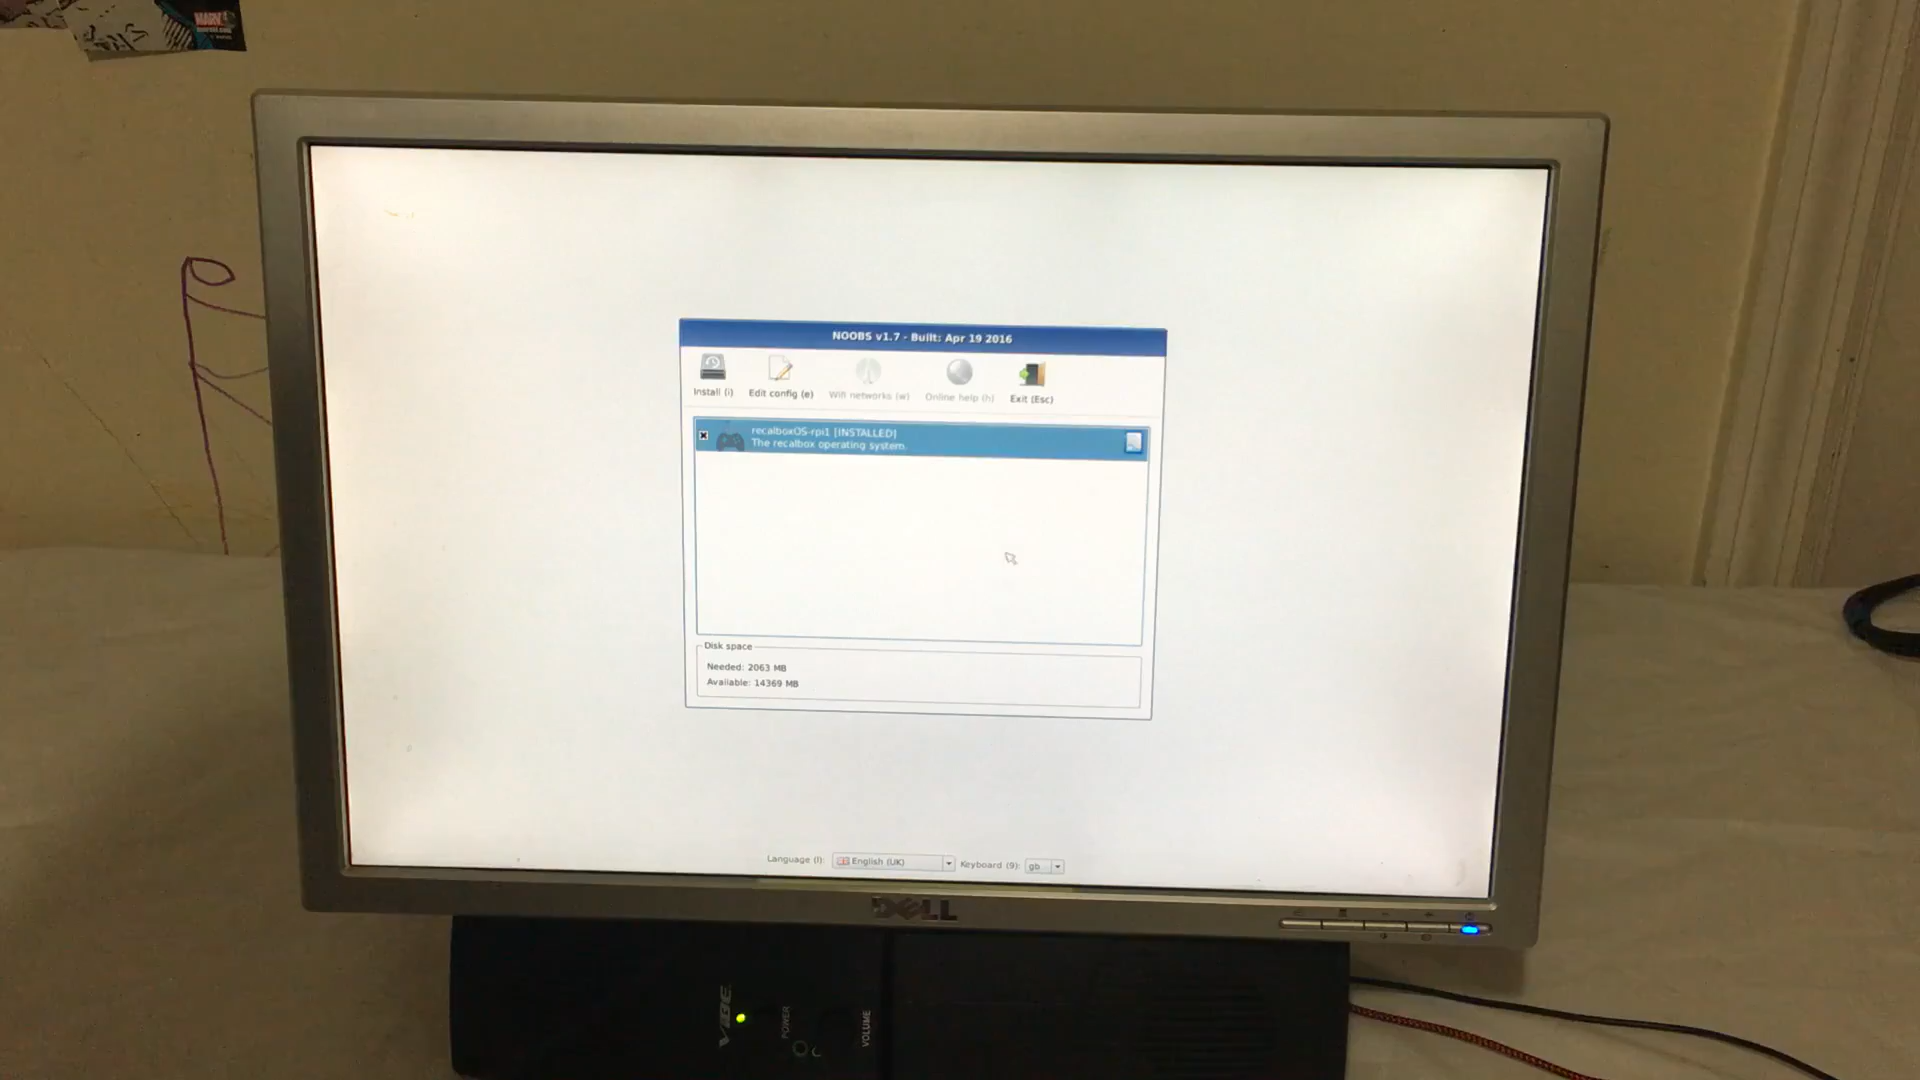 MARVEL
NOOBS v1.7 - Built: Apr 19 2016
Install (i)
Edit config (e)
Wifi networks (w)
Online help (h)
Exit (Esc)
recalboxOS-rpi1 [INSTALLED]
The recalbox operating system.
Disk space
Needed: 2063 MB
Available: 14369 MB
Language (l):
English (UK)
Keyboard (9):
gb
DELL
VIBE
POWER
VOLUME